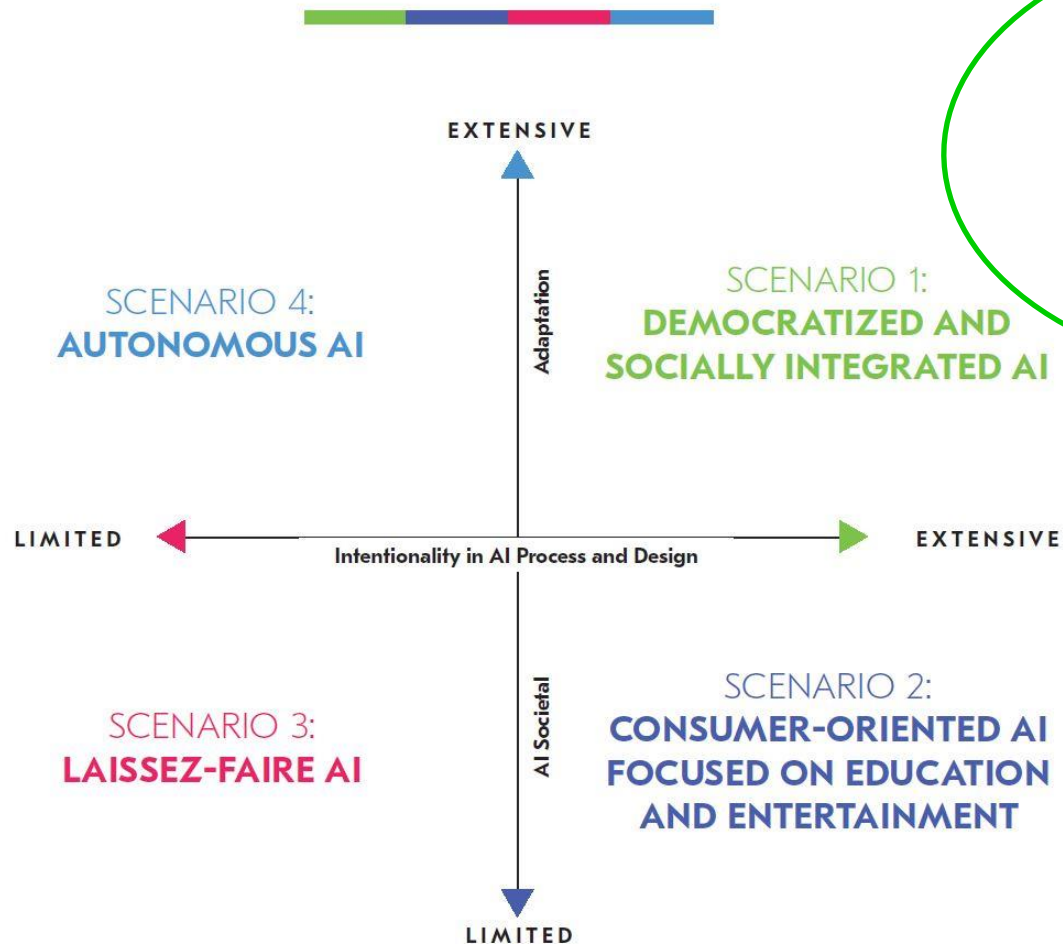 EXTENSIVE
Adaptation
SCENARIO 4:
AUTONOMOUS AI
SCENARIO 1:
DEMOCRATIZED AND
SOCIALLY INTEGRATED AI
LIMITED
Intentionality in AI Process and Design
EXTENSIVE
SCENARIO 3:
LAISSEZ-FAIRE AI
AI Societal
SCENARIO 2:
CONSUMER-ORIENTED AI
FOCUSED ON EDUCATION
AND ENTERTAINMENT
LIMITED